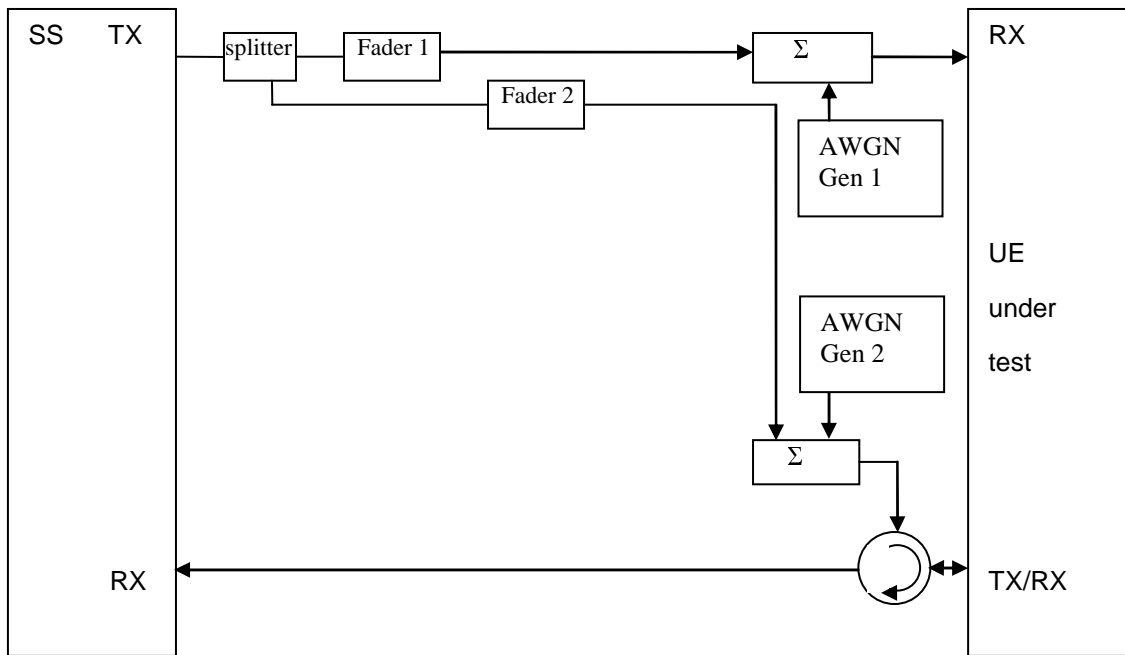 SS TX
splitter
Fader 1
Σ
RX
Fader 2
AWGN
Gen 1
UE
under
test
AWGN
Gen 2
Σ
RX
TX/RX